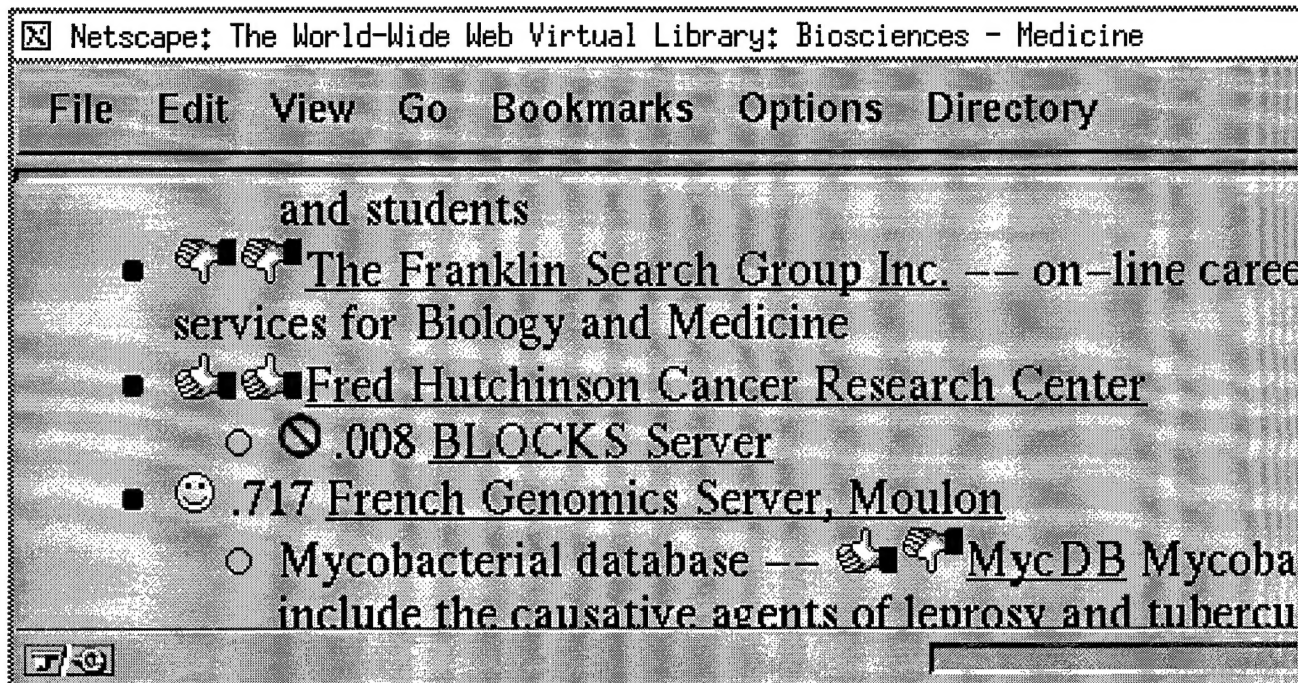 Netscape: The World-Wide Web Virtual Library: Biosciences - Medicine
File Edit View Go Bookmarks Options Directory
and students
The Franklin Search Group Inc. -- on-line caree
services for Biology and Medicine
Fred Hutchinson Cancer Research Center
.008 BLOCKS Server
.717 French Genomics Server, Moulon
Mycobacterial database -- MycDB Mycoba
include the causative agents of leprosy and tubercu